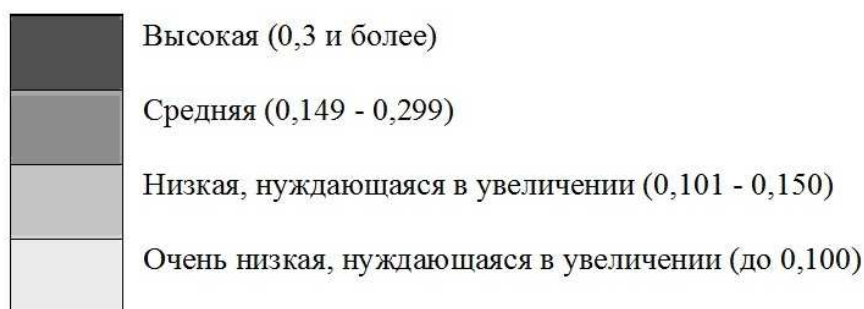 Высокая (0,3 и более)
Средняя (0,149 - 0,299)
Низкая, нуждающаяся в увеличении (0,101 - 0,150)
Очень низкая, нуждающаяся в увеличении (до 0,100)